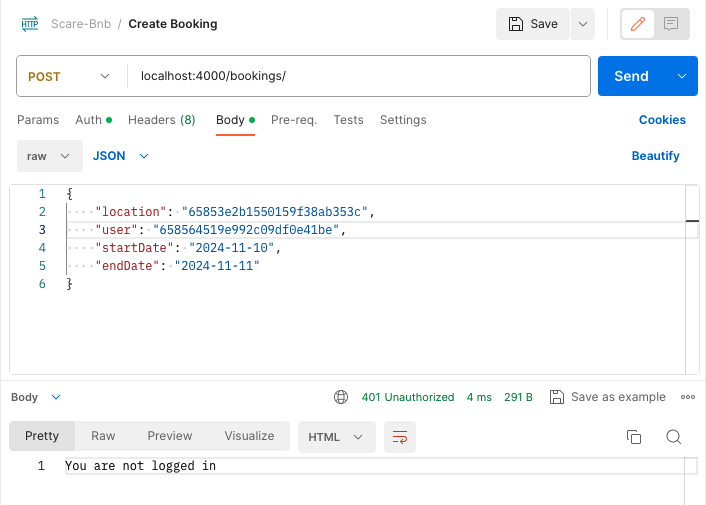 HTTP Scare-Bnb / Create Booking Save
POST localhost:4000/bookings/ Send
Params Auth Headers (8) Body Pre-req. Tests Settings Cookies
raw JSON Beautify
1 {
2 "location": "65853e2b1550159f38ab353c",
3 "user": "658564519e992c09df0e41be",
4 "startDate": "2024-11-10",
5 "endDate": "2024-11-11"
6 }
Body 401 Unauthorized 4 ms 291 B Save as example
Pretty Raw Preview Visualize HTML
1 You are not logged in